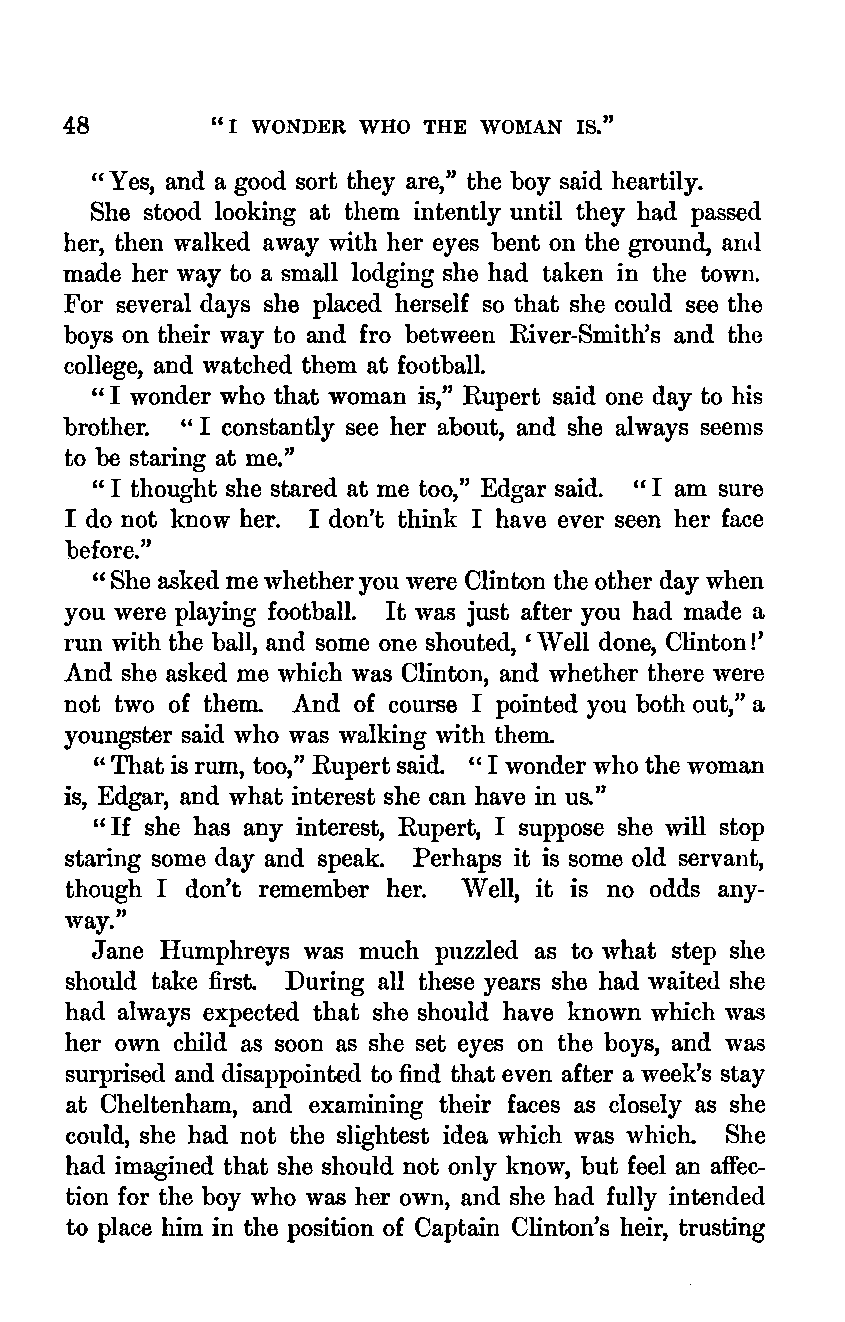 48 "I WONDER WHO THE WOMAN IS."
"Yes, and a good sort they are," the boy said heartily.
She stood looking at them intently until they had passed
her, then walked away with her eyes bent on the ground, and
made her way to a small lodging she had taken in the town.
For several days she placed herself so that she could see the
boys on their way to and fro between River-Smith's and the
college, and watched them at football.
"I wonder who that woman is," Rupert said one day to his
brother. "I constantly see her about, and she always seems
to be staring at me."
"I thought she stared at me too," Edgar said. "I am sure
I do not know her. I don't think I have ever seen her face
before."
"She asked me whether you were Clinton the other day when
you were playing football. It was just after you had made a
run with the ball, and some one shouted, 'Well done, Clinton!'
And she asked me which was Clinton, and whether there were
not two of them. And of course I pointed you both out," a
youngster said who was walking with them.
"That is rum, too," Rupert said. "I wonder who the woman
is, Edgar, and what interest she can have in us."
"If she has any interest, Rupert, I suppose she will stop
staring some day and speak. Perhaps it is some old servant,
though I don't remember her. Well, it is no odds any-
way."
Jane Humphreys was much puzzled as to what step she
should take first. During all these years she had waited she
had always expected that she should have known which was
her own child as soon as she set eyes on the boys, and was
surprised and disappointed to find that even after a week's stay
at Cheltenham, and examining their faces as closely as she
could, she had not the slightest idea which was which. She
had imagined that she should not only know, but feel an affec-
tion for the boy who was her own, and she had fully intended
to place him in the position of Captain Clinton's heir, trusting